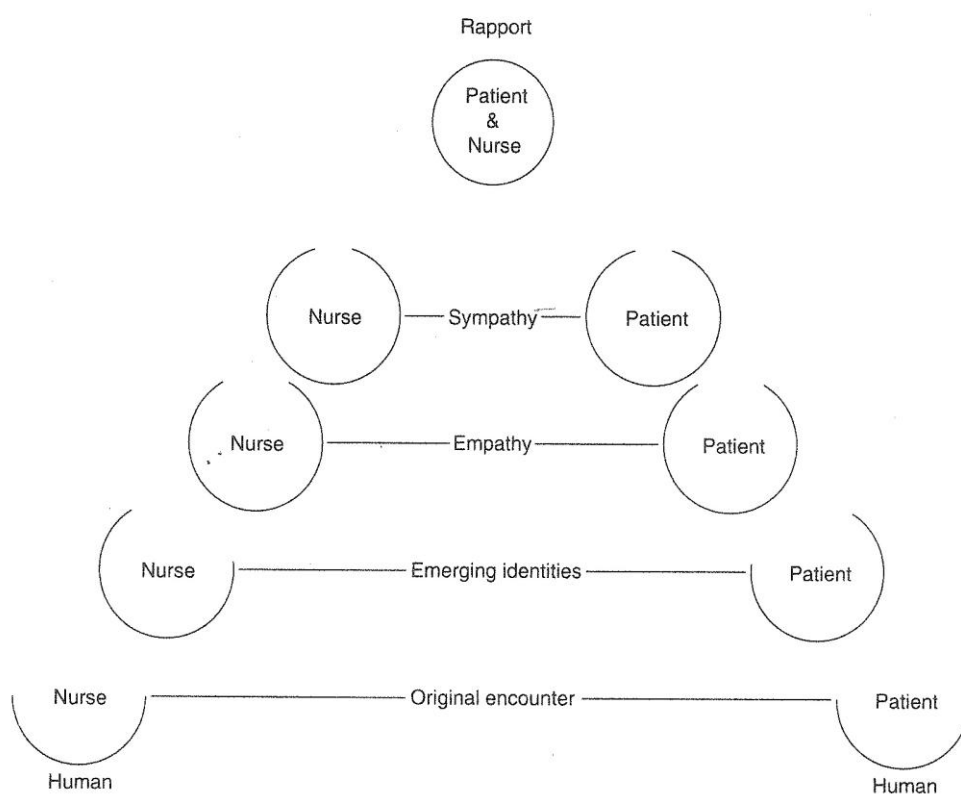 Rapport
Patient
&
Nurse
Nurse Sympathy Patient
Nurse Empathy Patient
Nurse Emerging identities Patient
Nurse Original encounter Patient
Human Human